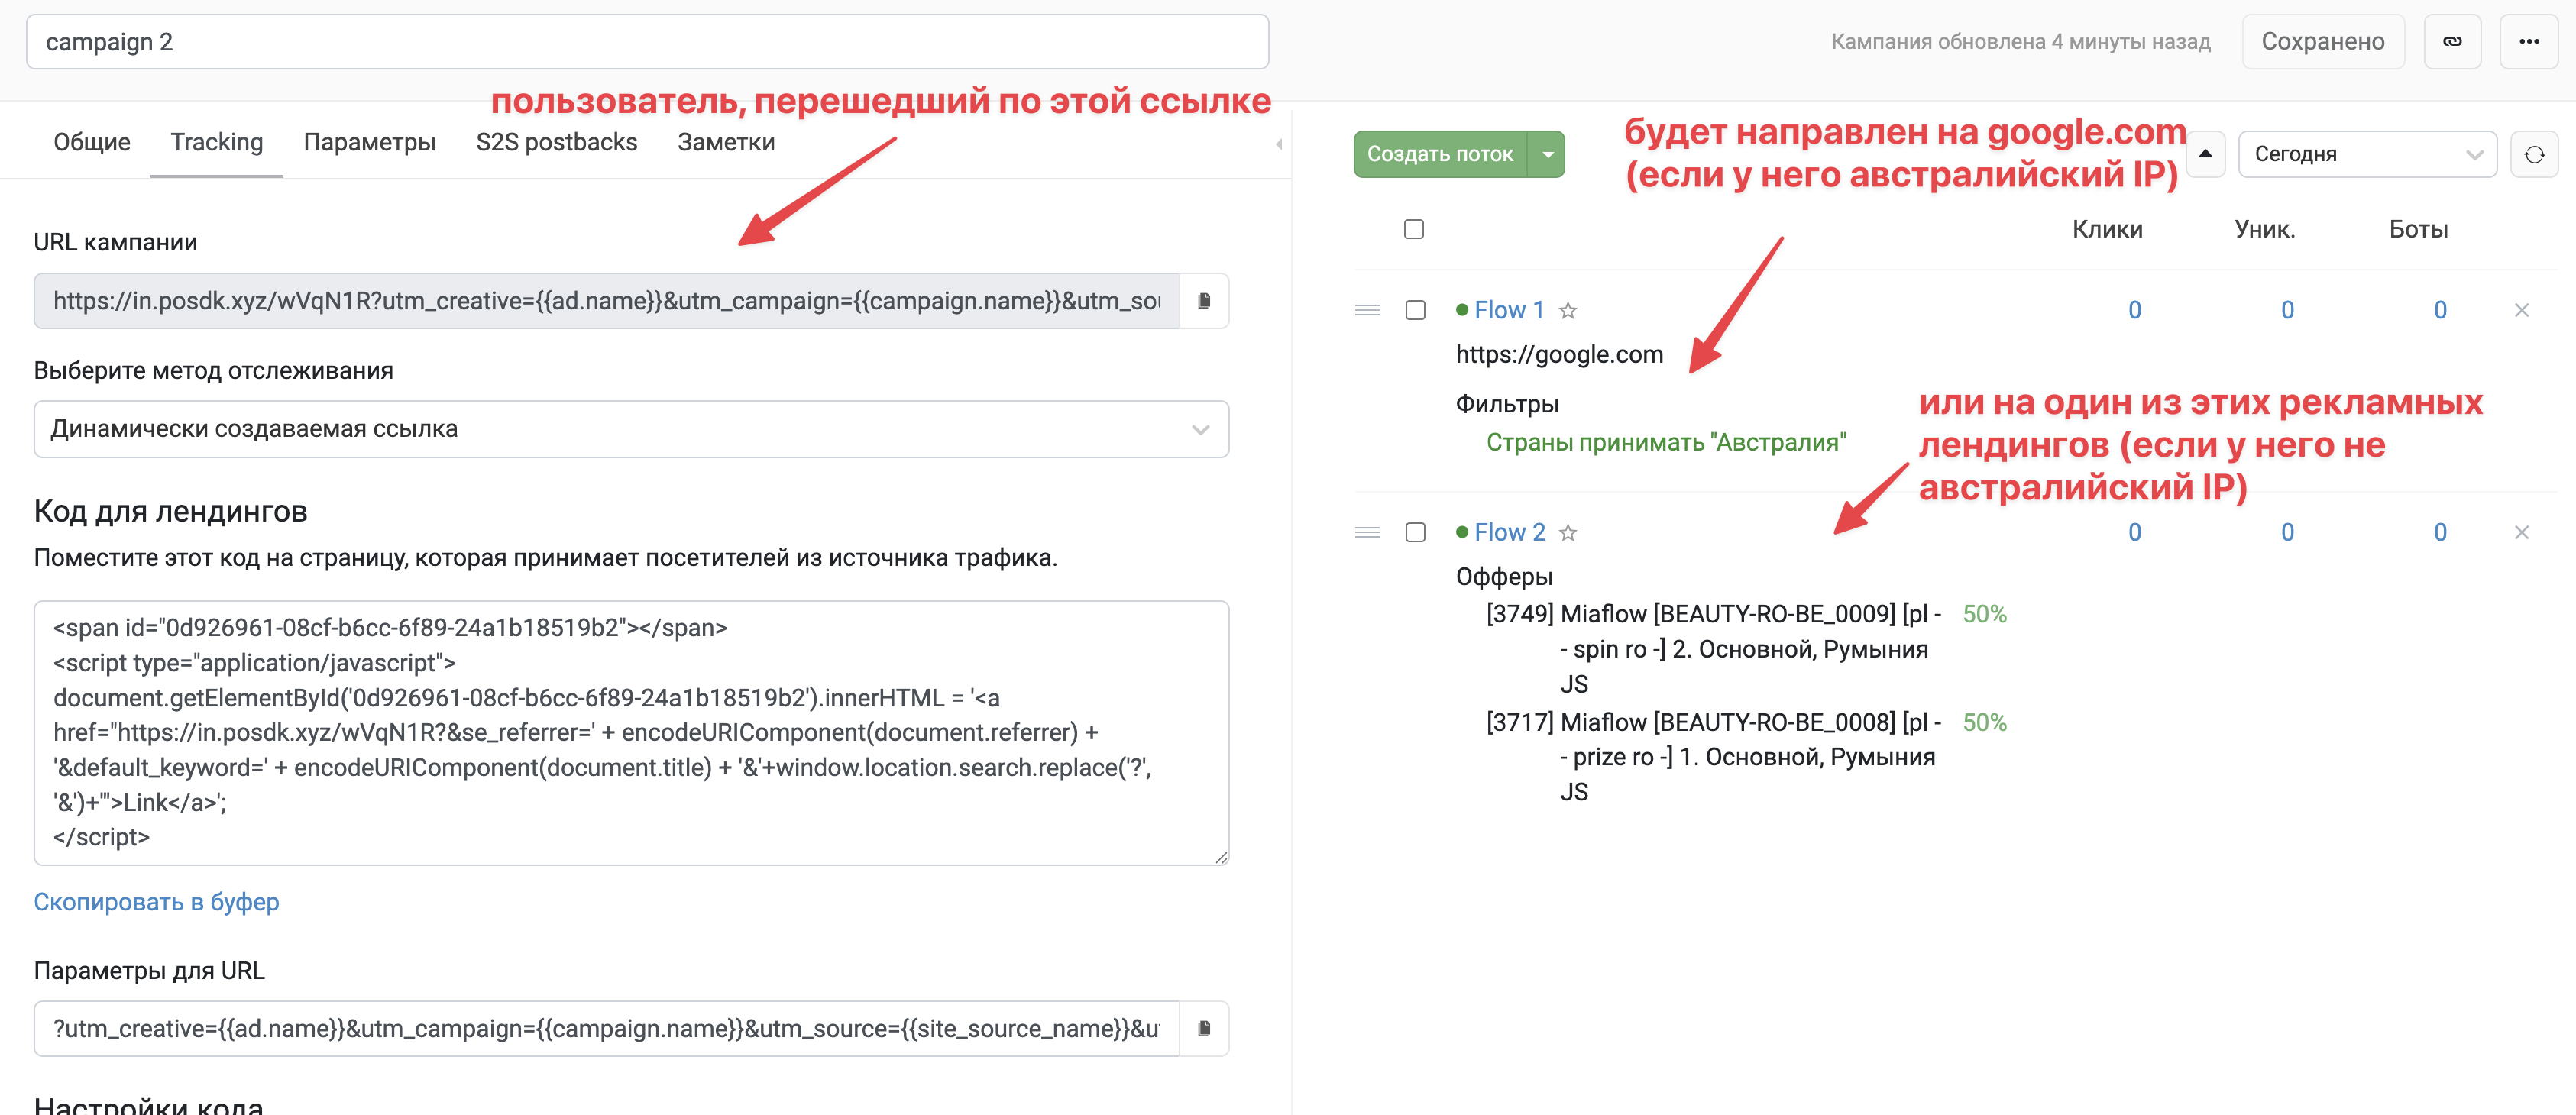 campaign 2
Кампания обновлена 4 минуты назад
Сохранено
пользователь, перешедший по этой ссылке
Общие
Tracking
Параметры
S2S postbacks
Заметки
URL кампании
https://in.posdk.xyz/wVqN1R?utm_creative={{ad.name}}&utm_campaign={{campaign.name}}&utm_sou
Выберите метод отслеживания
Динамически создаваемая ссылка
Код для лендингов
Поместите этот код на страницу, которая принимает посетителей из источника трафика.
<span id="0d926961-08cf-b6cc-6f89-24a1b18519b2"></span>
<script type="application/javascript">
document.getElementById('0d926961-08cf-b6cc-6f89-24a1b18519b2').innerHTML = '<a
href="https://in.posdk.xyz/wVqN1R?&se_referrer=' + encodeURIComponent(document.referrer) +
'&default_keyword=' + encodeURIComponent(document.title) + '&'+window.location.search.replace('?',
'&')+'">Link</a>';
</script>
Скопировать в буфер
Параметры для URL
?utm_creative={{ad.name}}&utm_campaign={{campaign.name}}&utm_source={{site_source_name}}&ut
Настройки кода
Создать поток
будет направлен на google.com
(если у него австралийский IP)
Сегодня
Клики
Уник.
Боты
Flow 1
0
0
0
https://google.com
Фильтры
Страны принимать "Австралия"
или на один из этих рекламных
лендингов (если у него не
австралийский IP)
Flow 2
0
0
0
Офферы
[3749] Miaflow [BEAUTY-RO-BE_0009] [pl - 50%
- spin ro -] 2. Основной, Румыния
JS
[3717] Miaflow [BEAUTY-RO-BE_0008] [pl - 50%
- prize ro -] 1. Основной, Румыния
JS